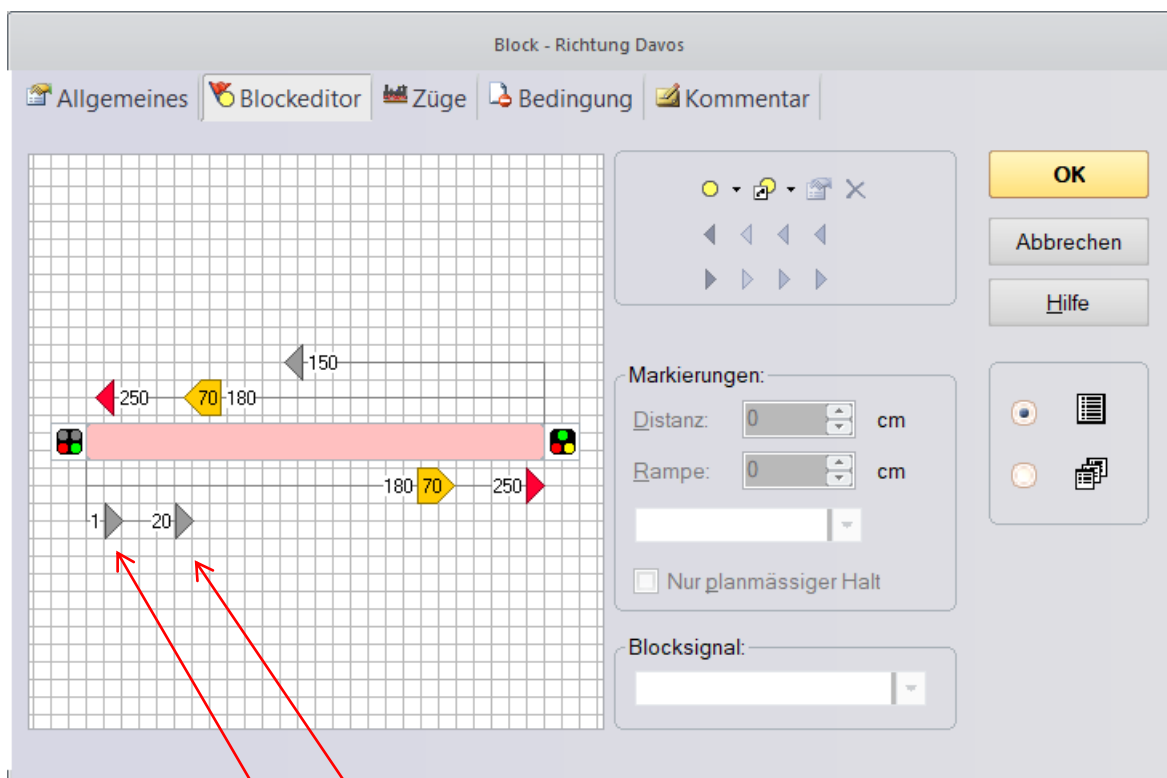 Block - Richtung Davos
Allgemeines Blockeditor Züge Bedingung Kommentar
OK
Abbrechen
Hilfe
150
250 70 180
180 70 250
1 20
Markierungen:
Distanz: 0 cm
Rampe: 0 cm
Nur planmässiger Halt
Blocksignal: